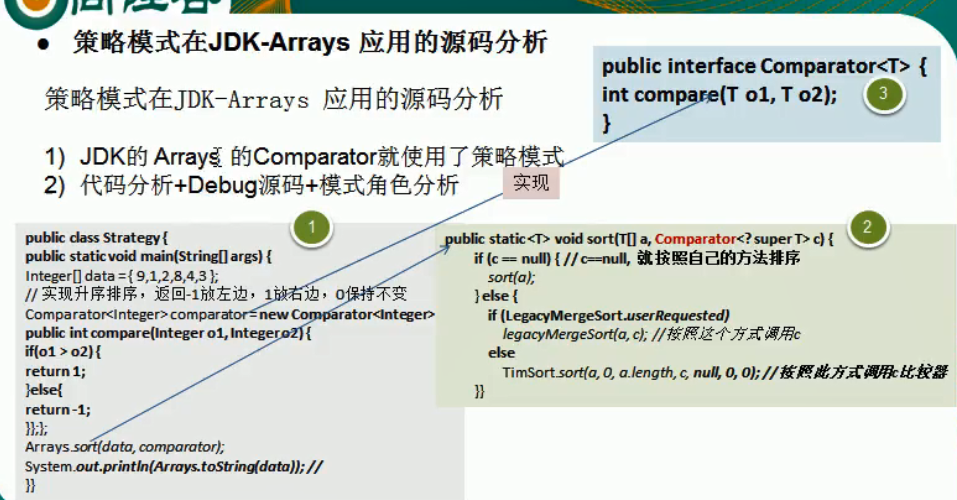 ● 策略模式在JDK-Arrays 应用的源码分析
策略模式在JDK-Arrays 应用的源码分析
1) JDK的 Arrays 的Comparator就使用了策略模式
2) 代码分析+Debug源码+模式角色分析
public interface Comparator<T> {
int compare(T o1, T o2);
}
3
实现
1
public class Strategy {
public static void main(String[] args) {
Integer[] data = { 9,1,2,8,4,3 };
// 实现升序排序，返回-1放左边，1放右边，0保持不变
Comparator<Integer> comparator = new Comparator<Integer>
public int compare(Integer o1, Integer o2) {
if(o1 > o2) {
return 1;
}else{
return -1;
}};};
Arrays.sort(data, comparator);
System.out.println(Arrays.toString(data)); //
}}
2
public static <T> void sort(T[] a, Comparator<? super T> c) {
if (c == null) { // c==null, 就按照自己的方法排序
sort(a);
} else {
if (LegacyMergeSort.userRequested)
legacyMergeSort(a, c); //按照这个方式调用c
else
TimSort.sort(a, 0, a.length, c, null, 0, 0); //按照此方式调用c比较器
}}